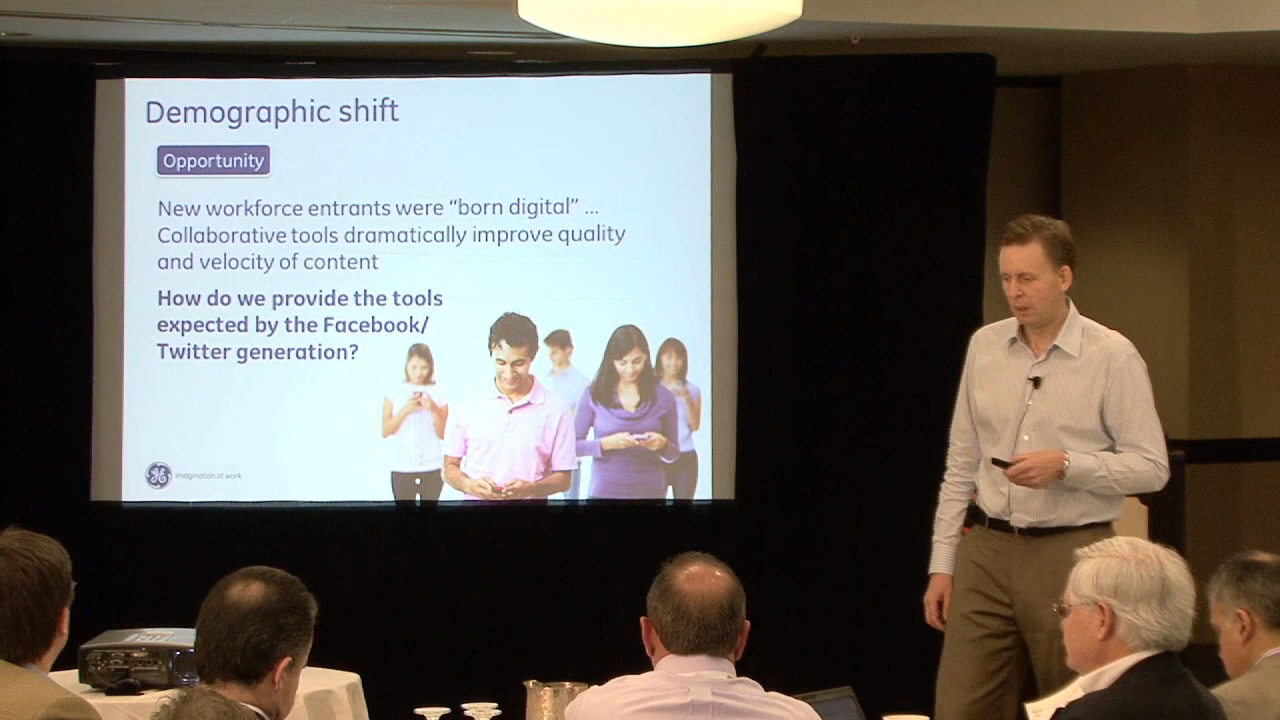 Demographic shift
Opportunity
New workforce entrants were “born digital” ...
Collaborative tools dramatically improve quality
and velocity of content
How do we provide the tools
expected by the Facebook/
Twitter generation?
imagination at work